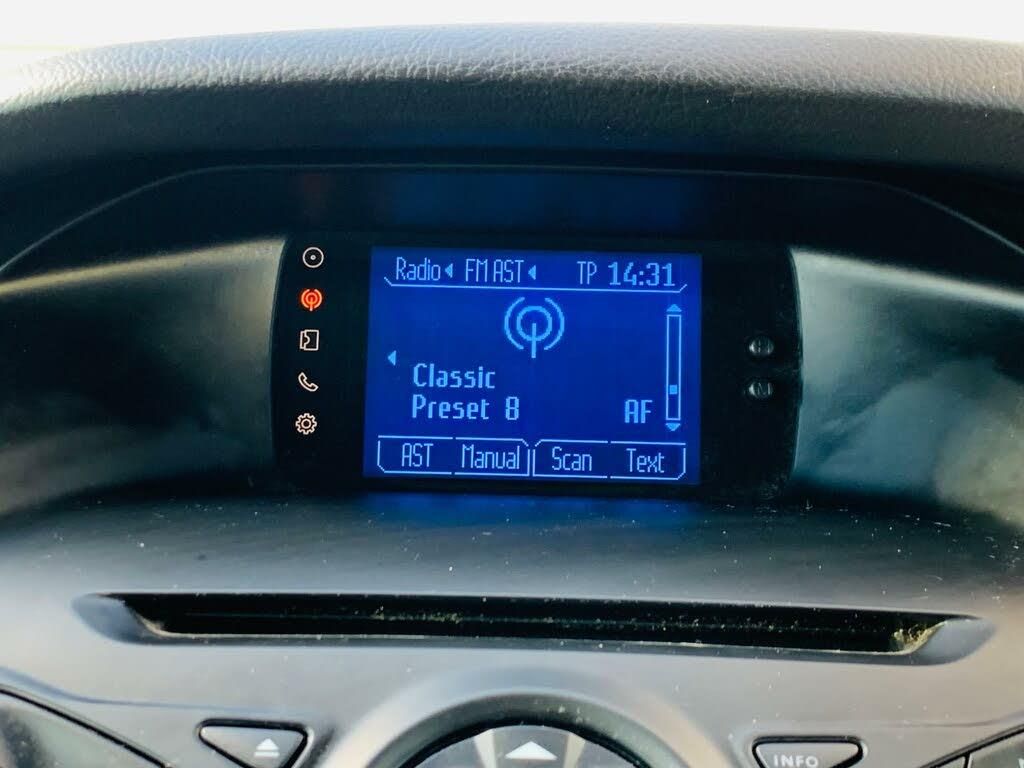 Radio FM AST TP 14:31
Classic
Preset 8 AF
AST Manual Scan Text
INFO